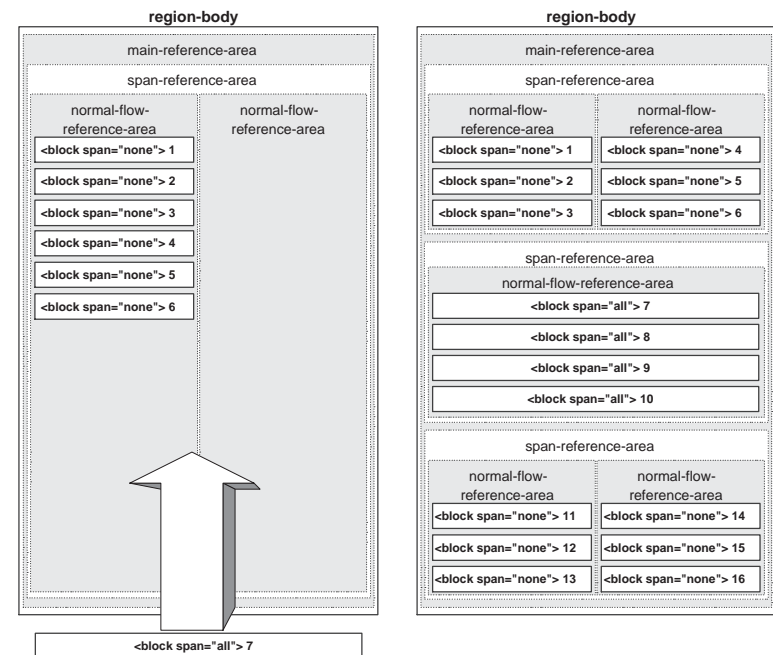 region-body
main-reference-area
span-reference-area
normal-flow-
reference-area
normal-flow-
reference-area
<block span="none"> 1
<block span="none"> 2
<block span="none"> 3
<block span="none"> 4
<block span="none"> 5
<block span="none"> 6
<block span="all"> 7
region-body
main-reference-area
span-reference-area
normal-flow-
reference-area
normal-flow-
reference-area
<block span="none"> 1
<block span="none"> 2
<block span="none"> 3
<block span="none"> 4
<block span="none"> 5
<block span="none"> 6
span-reference-area
normal-flow-reference-area
<block span="all"> 7
<block span="all"> 8
<block span="all"> 9
<block span="all"> 10
span-reference-area
normal-flow-
reference-area
normal-flow-
reference-area
<block span="none"> 11
<block span="none"> 12
<block span="none"> 13
<block span="none"> 14
<block span="none"> 15
<block span="none"> 16